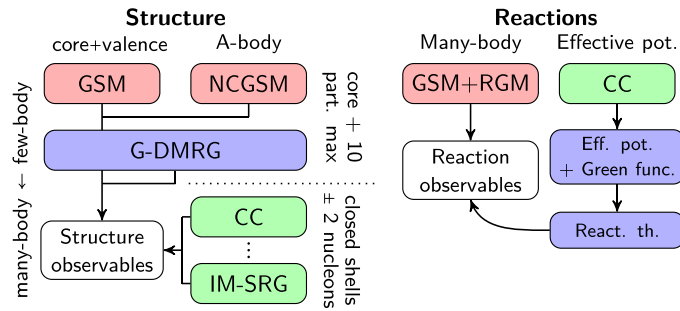 Structure
core+valence
A-body
GSM
NCGSM
G-DMRG
core + 10
part. max
many-body ← few-body
Structure
observables
CC
⋮
IM-SRG
closed shells
± 2 nucleons
Reactions
Many-body
Effective pot.
GSM+RGM
CC
Reaction
observables
Eff. pot.
+ Green func.
React. th.